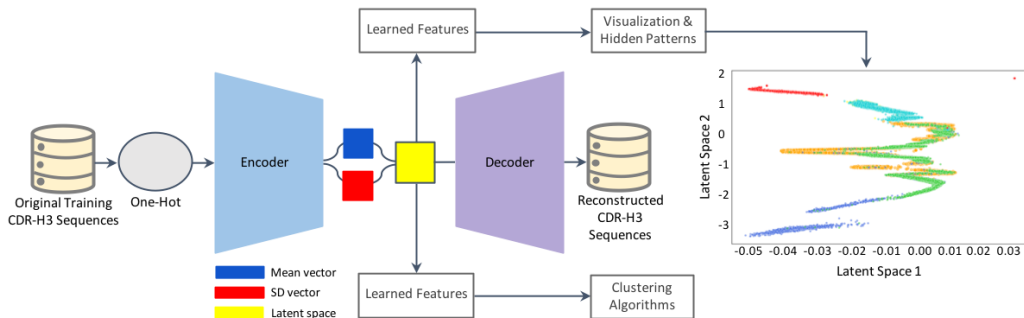 Learned Features
Visualization &
Hidden Patterns
Original Training
CDR-H3 Sequences
One-Hot
Encoder
Decoder
Reconstructed
CDR-H3
Sequences
Mean vector
SD vector
Latent space
Learned Features
Clustering
Algorithms
Latent Space 2
2
1
0
-1
-2
-3
-0.05 -0.04 -0.03 -0.02 -0.01 0.00 0.01 0.02 0.03
Latent Space 1